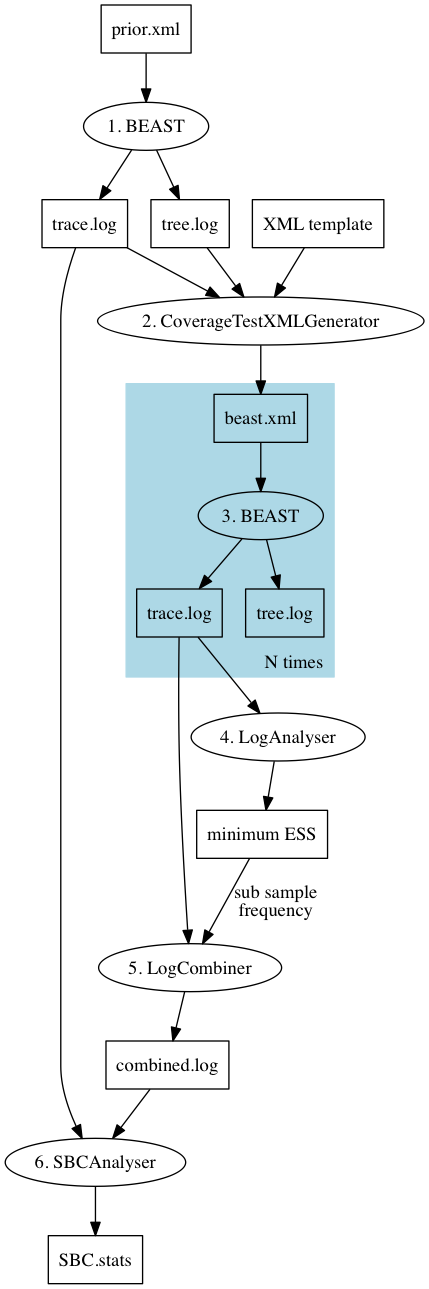 prior.xml
1. BEAST
trace.log
tree.log
XML template
2. CoverageTestXMLGenerator
beast.xml
3. BEAST
trace.log
tree.log
N times
4. LogAnalyser
minimum ESS
sub sample
frequency
5. LogCombiner
combined.log
6. SBCAnalyser
SBC.stats